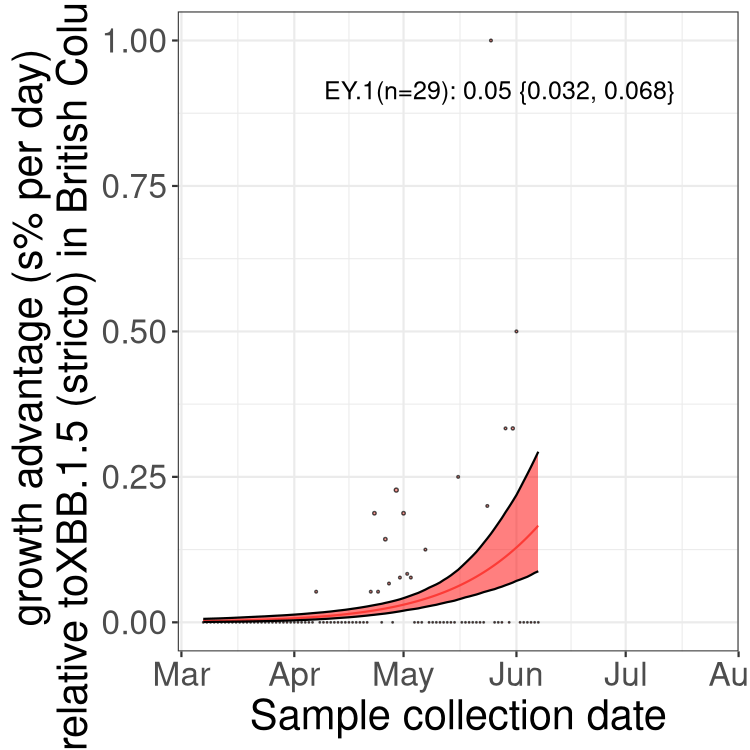 growth advantage (s% per day)
relative toXBB.1.5 (stricto) in British Colu
1.00
0.75
0.50
0.25
0.00
EY.1(n=29): 0.05 {0.032, 0.068}
Mar Apr May Jun Jul Au
Sample collection date